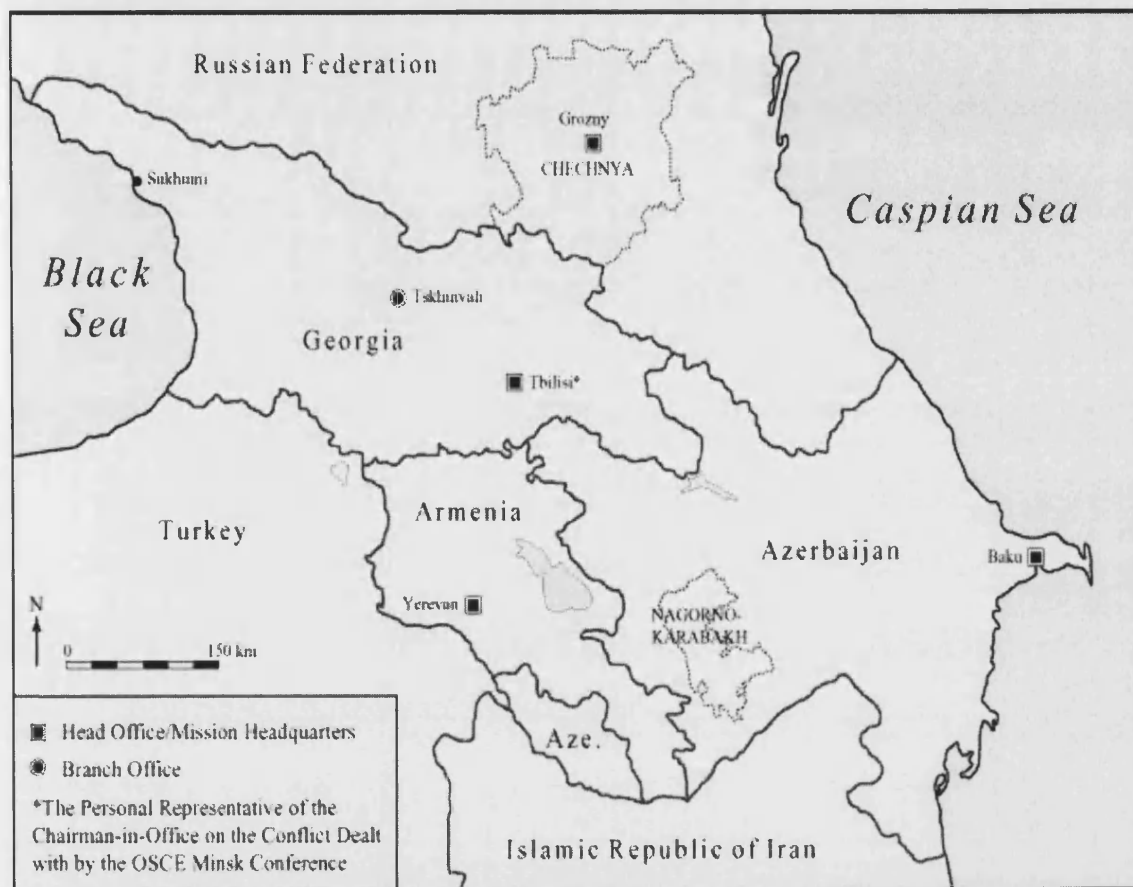 Russian Federation
Grozny
CHECHNYA
Sukhumi
Caspian Sea
Black
Sea
Tskhinvali
Georgia
Tbilisi*
Armenia
Turkey
Azerbaijan
Baku
N
Yerevan
NAGORNO-
KARABAKH
0 150 km
Head Office/Mission Headquarters
Aze.
Branch Office
*The Personal Representative of the
Chairman-in-Office on the Conflict Dealt
with by the OSCE Minsk Conference
Islamic Republic of Iran